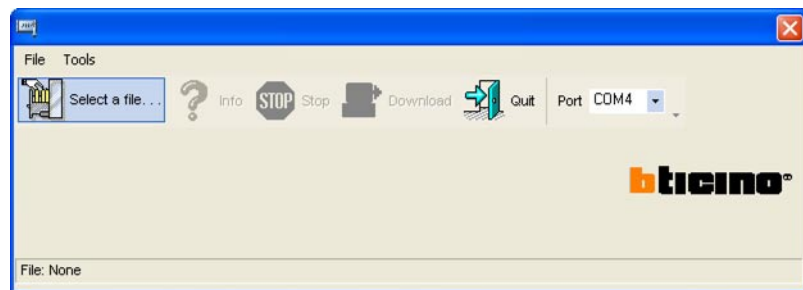 File Tools
Select a file. . . ? Info STOP Stop Download Quit Port COM4
bticino
File: None